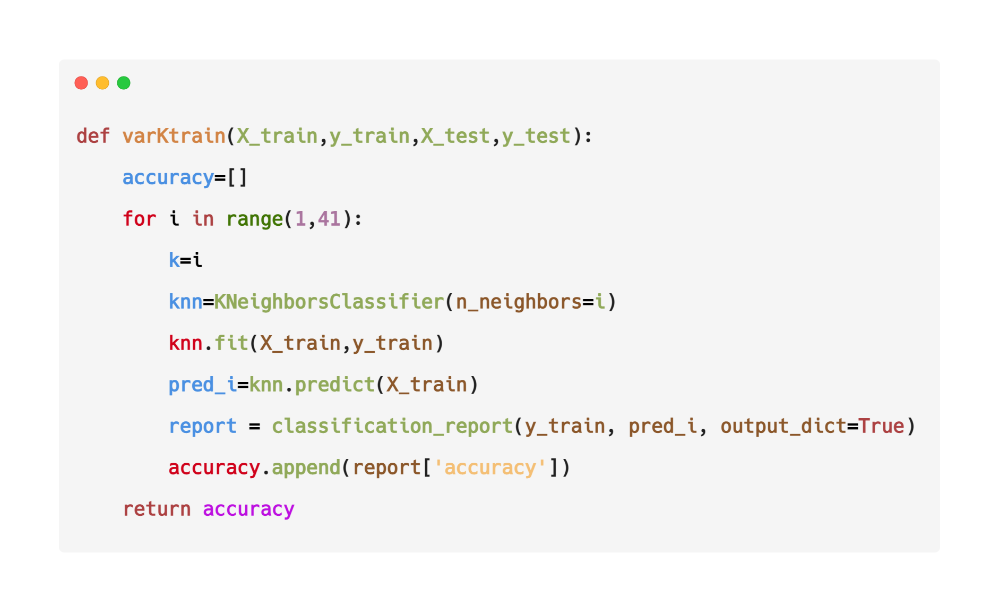 def varKtrain(X_train,y_train,X_test,y_test):
    accuracy=[]
    for i in range(1,41):
        k=i
        knn=KNeighborsClassifier(n_neighbors=i)
        knn.fit(X_train,y_train)
        pred_i=knn.predict(X_train)
        report = classification_report(y_train, pred_i, output_dict=True)
        accuracy.append(report['accuracy'])
    return accuracy